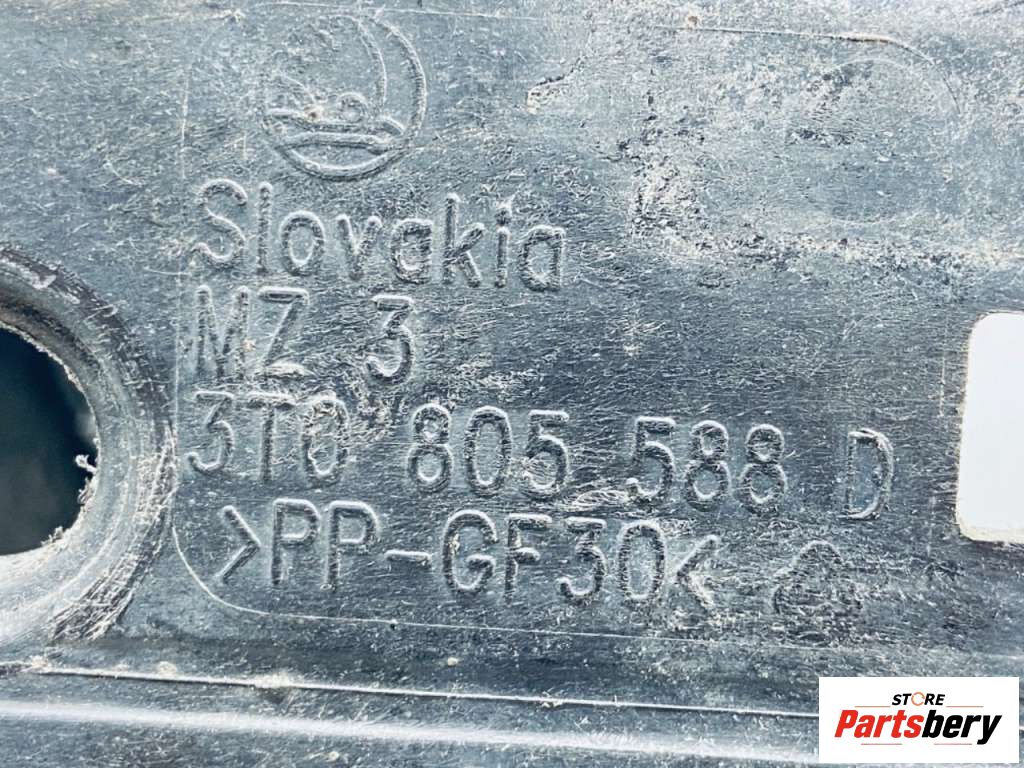 Slovakia
MZ 3
3T0 805 588 D
>PP-GF30<
STORE
Partsbery